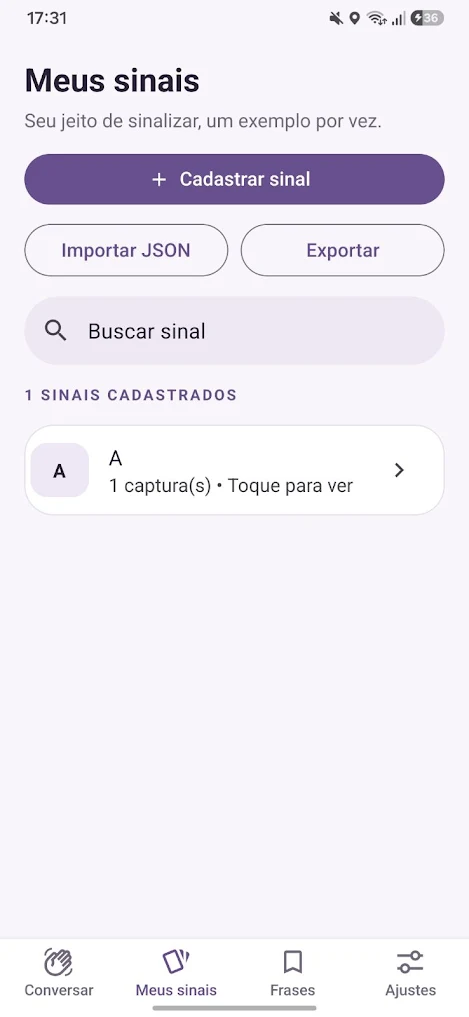 17:31
36
Meus sinais
Seu jeito de sinalizar, um exemplo por vez.
+ Cadastrar sinal
Importar JSON
Exportar
Buscar sinal
1 SINAIS CADASTRADOS
A
A
1 captura(s) • Toque para ver
Conversar
Meus sinais
Frases
Ajustes